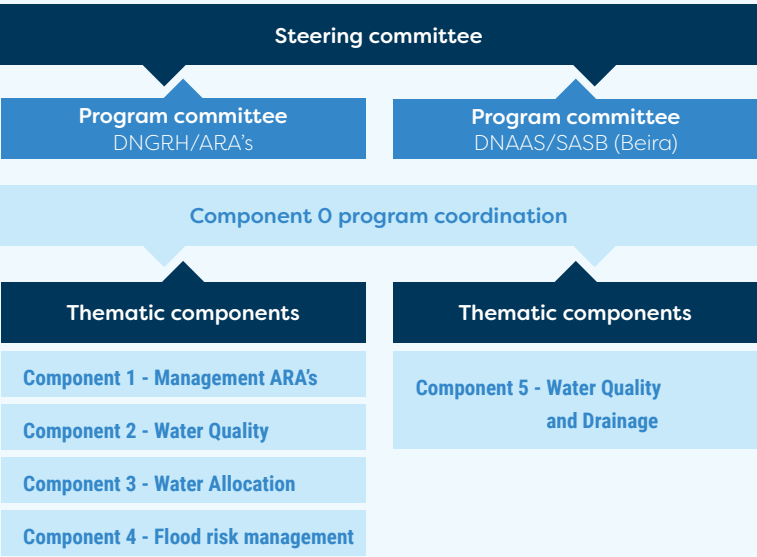 Steering committee
Program committee
DNGRH/ARA's
Program committee
DNAAS/SASB (Beira)
Component 0 program coordination
Thematic components
Component 1 - Management ARA's
Component 2 - Water Quality
Component 3 - Water Allocation
Component 4 - Flood risk management
Thematic components
Component 5 - Water Quality
and Drainage